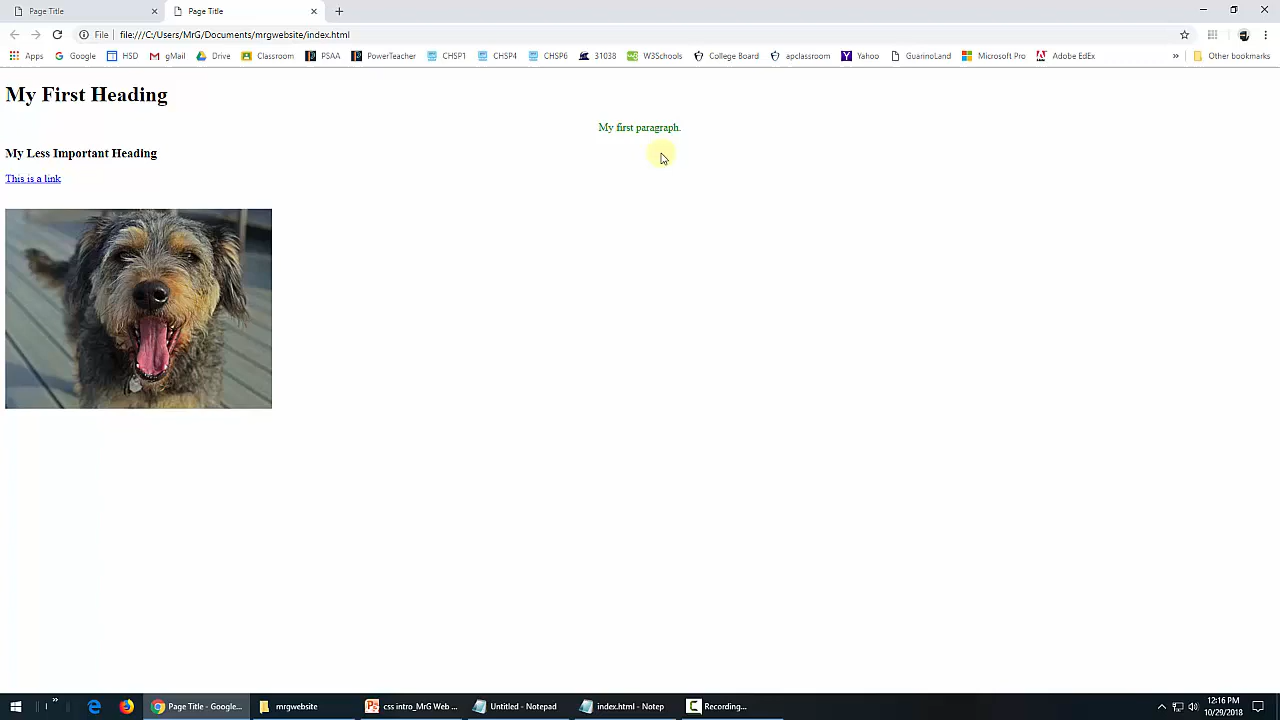 Page Title
Page Title
File file:///C:/Users/MrG/Documents/mrgwebsite/index.html
Apps Google HSD gMail Drive Classroom PSAA PowerTeacher CHSP1 CHSP4 CHSP6 31038 W3Schools College Board apclassroom Yahoo GuarinoLand Microsoft Pro Adobe EdEx » Other bookmarks
My First Heading
My first paragraph.
My Less Important Heading
This is a link
» Page Title - Google... mrgwebsite css intro_MrG Web ... Untitled - Notepad index.html - Notep... Recording...
12:16 PM
10/29/2018